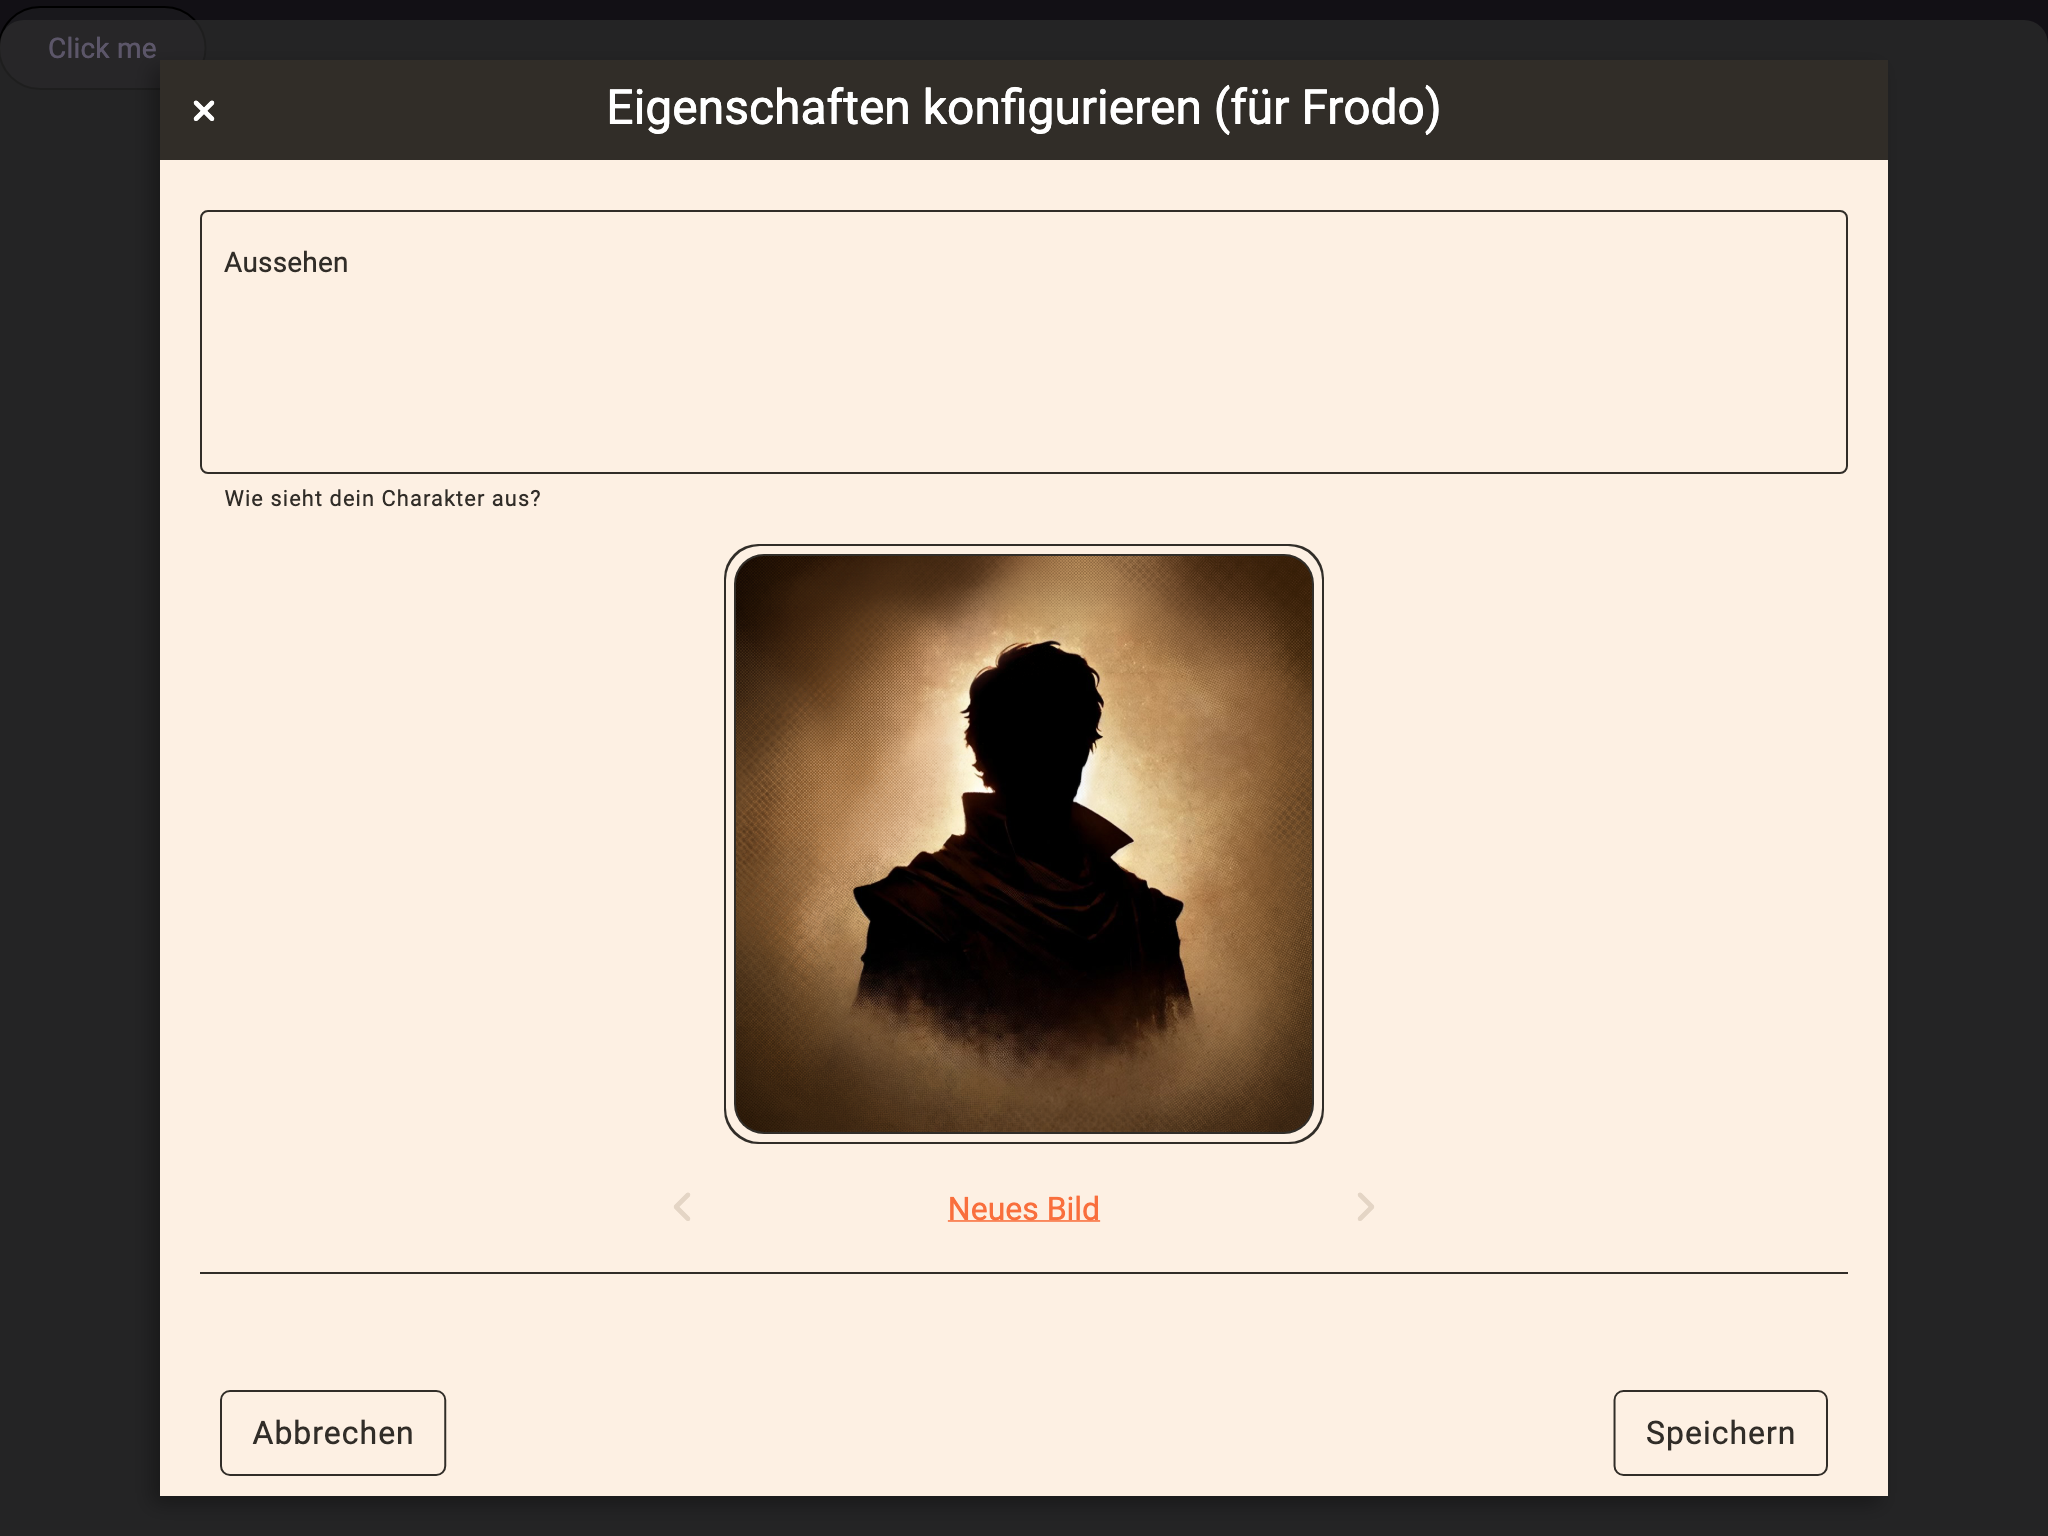 Click me
Eigenschaften konfigurieren (für Frodo)
Aussehen
Wie sieht dein Charakter aus?
Neues Bild
Abbrechen
Speichern